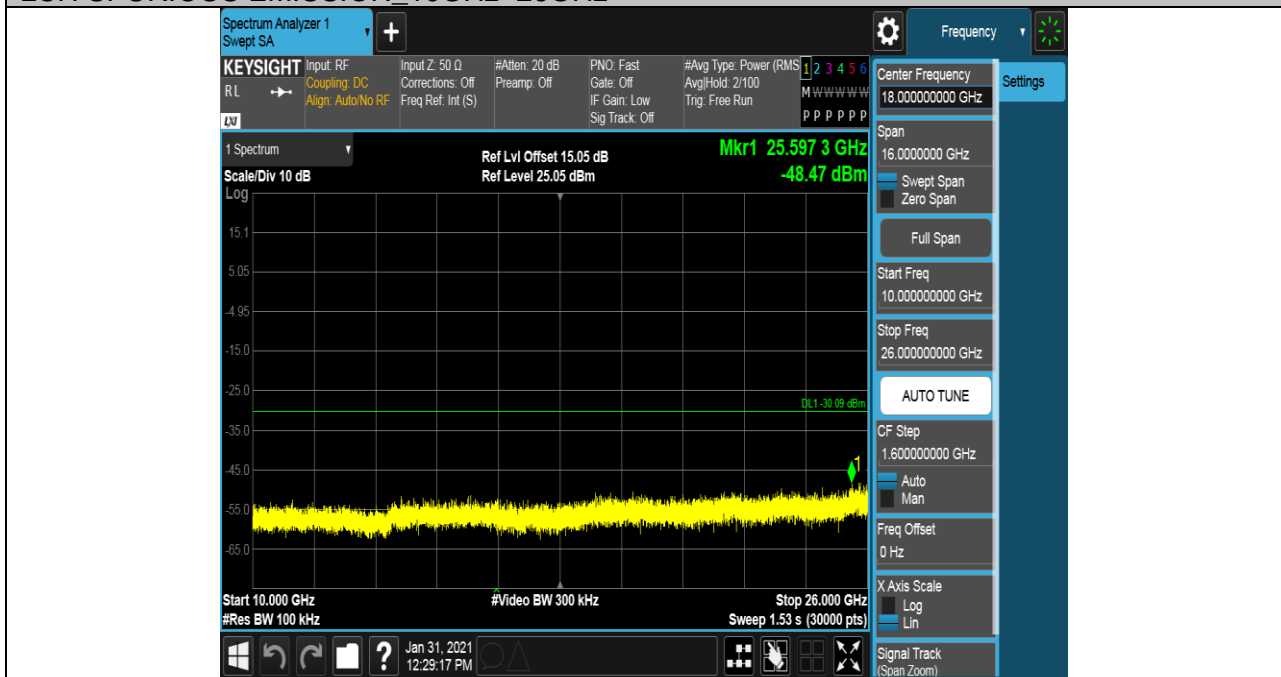 Spectrum Analyzer 1
Swept SA
+
Frequency
KEYSIGHT
RL
LXI
Input: RF
Coupling: DC
Align: Auto/No RF
Input Z: 50 Ω
Corrections: Off
Freq Ref: Int (S)
#Atten: 20 dB
Preamp: Off
PNO: Fast
Gate: Off
IF Gain: Low
Sig Track: Off
#Avg Type: Power (RMS
Avg|Hold: 2/100
Trig: Free Run
1 2 3 4 5 6
M W W W W W
P P P P P P
1 Spectrum
Scale/Div 10 dB
Log
Ref Lvl Offset 15.05 dB
Ref Level 25.05 dBm
Mkr1 25.597 3 GHz
-48.47 dBm
15.1
5.05
-4.95
-15.0
-25.0
DL1 -30.09 dBm
-35.0
-45.0
1
-55.0
-65.0
Start 10.000 GHz
#Res BW 100 kHz
#Video BW 300 kHz
Stop 26.000 GHz
Sweep 1.53 s (30000 pts)
?
Jan 31, 2021
12:29:17 PM
Center Frequency
18.000000000 GHz
Settings
Span
16.0000000 GHz
Swept Span
Zero Span
Full Span
Start Freq
10.000000000 GHz
Stop Freq
26.000000000 GHz
AUTO TUNE
CF Step
1.600000000 GHz
Auto
Man
Freq Offset
0 Hz
X Axis Scale
Log
Lin
Signal Track
(Span Zoom)